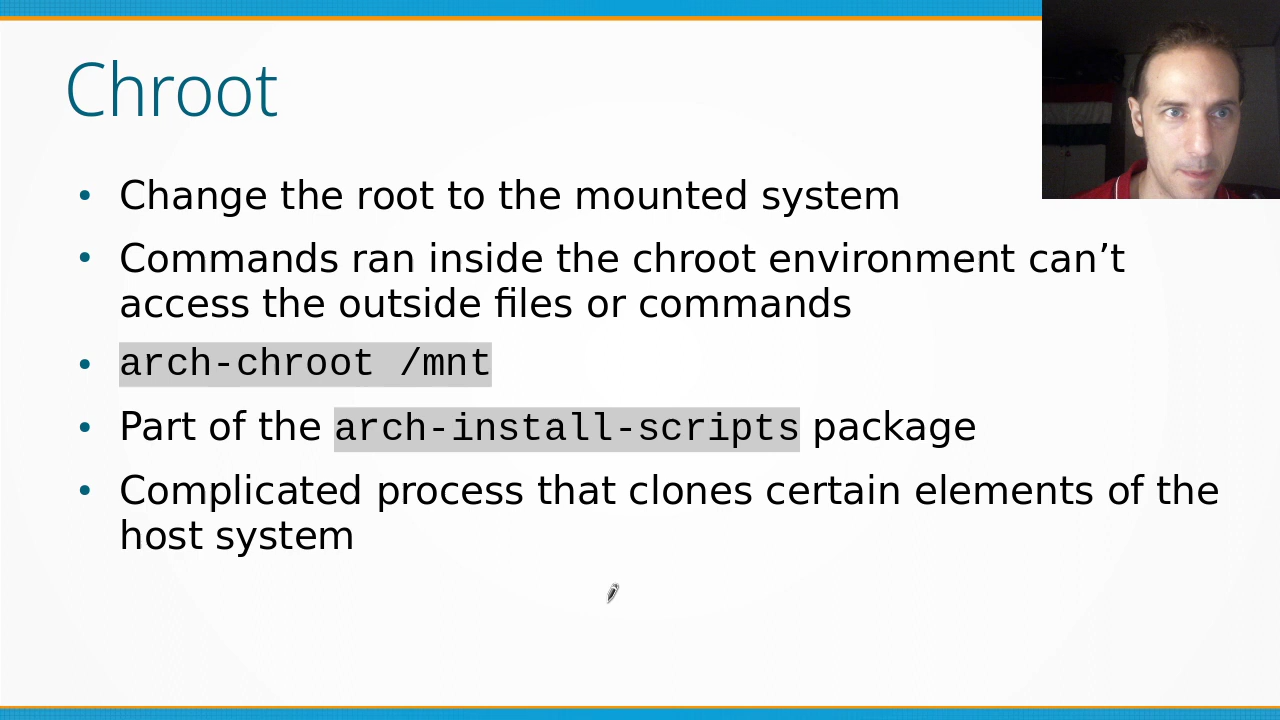 Chroot
• Change the root to the mounted system
• Commands ran inside the chroot environment can’t
access the outside files or commands
• arch-chroot /mnt
• Part of the arch-install-scripts package
• Complicated process that clones certain elements of the
host system